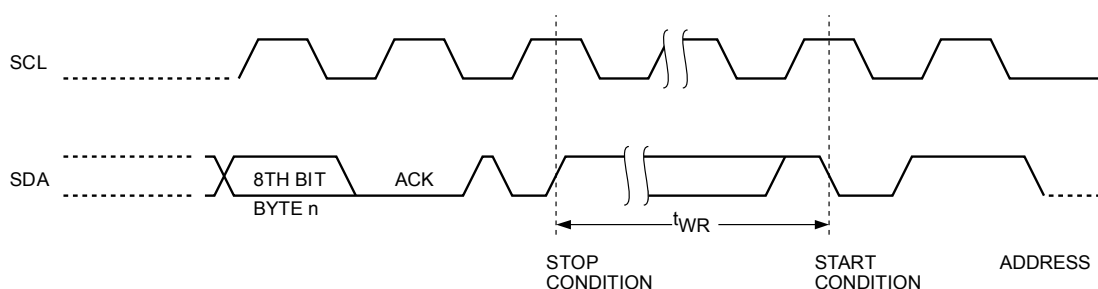 SCL
SDA
8TH BIT
ACK
BYTE n
tWR
STOP
CONDITION
START
CONDITION
ADDRESS